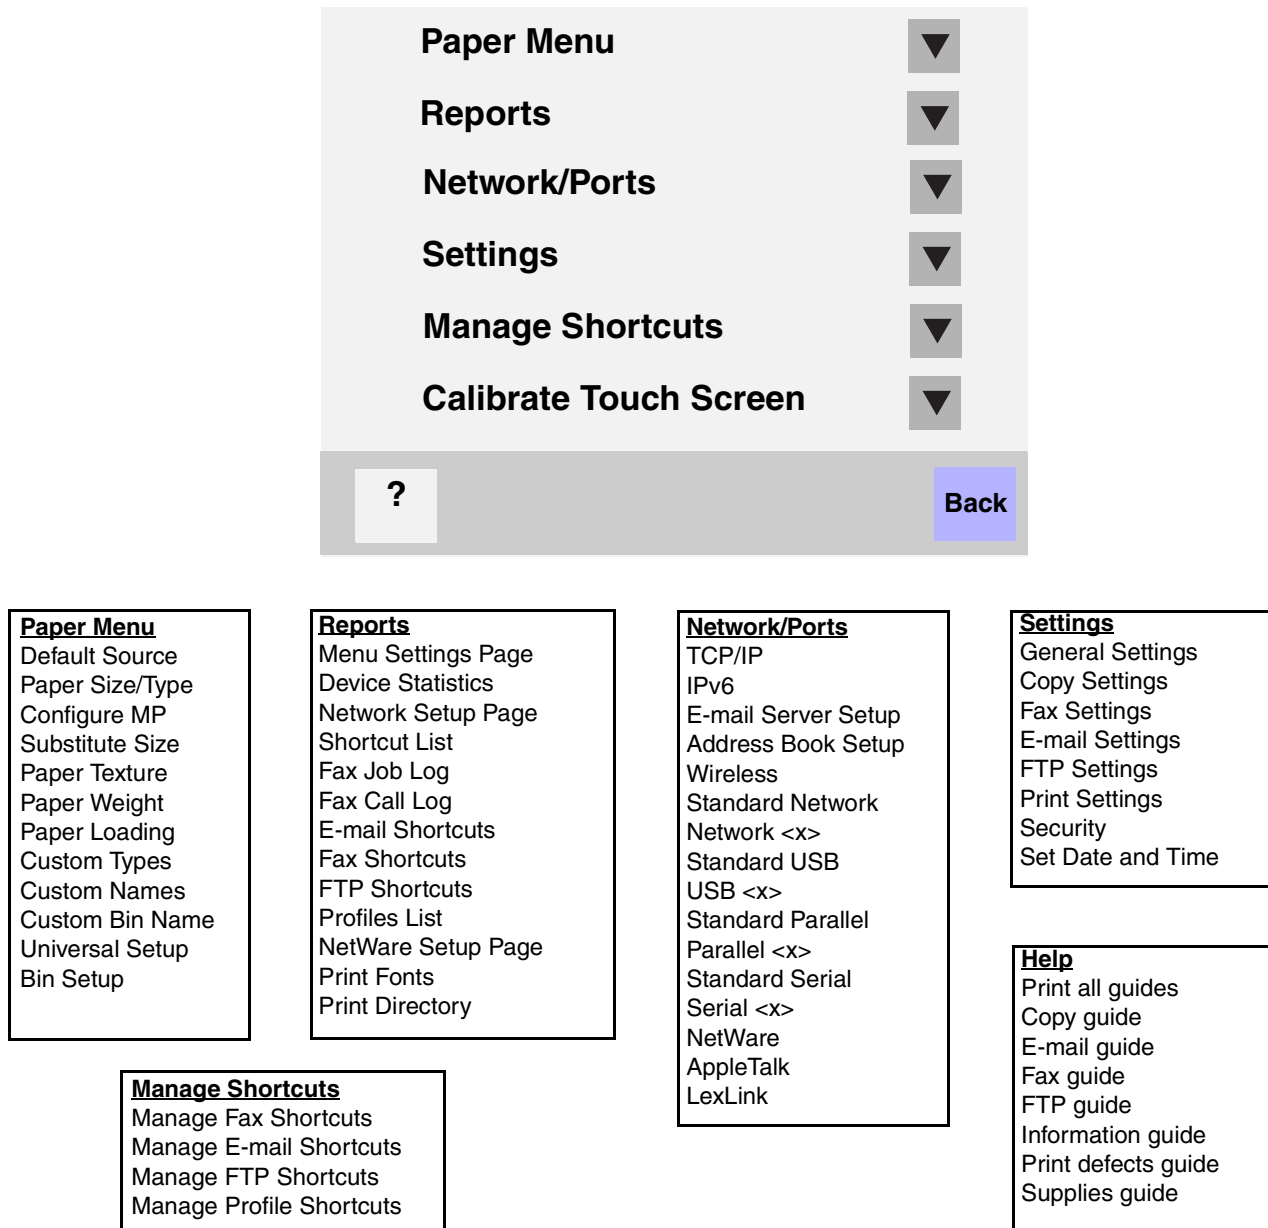 Paper Menu
Reports
Network/Ports
Settings
Manage Shortcuts
Calibrate Touch Screen
?
Back
Paper Menu
Default Source
Paper Size/Type
Configure MP
Substitute Size
Paper Texture
Paper Weight
Paper Loading
Custom Types
Custom Names
Custom Bin Name
Universal Setup
Bin Setup
Reports
Menu Settings Page
Device Statistics
Network Setup Page
Shortcut List
Fax Job Log
Fax Call Log
E-mail Shortcuts
Fax Shortcuts
FTP Shortcuts
Profiles List
NetWare Setup Page
Print Fonts
Print Directory
Network/Ports
TCP/IP
IPv6
E-mail Server Setup
Address Book Setup
Wireless
Standard Network
Network <x>
Standard USB
USB <x>
Standard Parallel
Parallel <x>
Standard Serial
Serial <x>
NetWare
AppleTalk
LexLink
Settings
General Settings
Copy Settings
Fax Settings
E-mail Settings
FTP Settings
Print Settings
Security
Set Date and Time
Help
Print all guides
Copy guide
E-mail guide
Fax guide
FTP guide
Information guide
Print defects guide
Supplies guide
Manage Shortcuts
Manage Fax Shortcuts
Manage E-mail Shortcuts
Manage FTP Shortcuts
Manage Profile Shortcuts